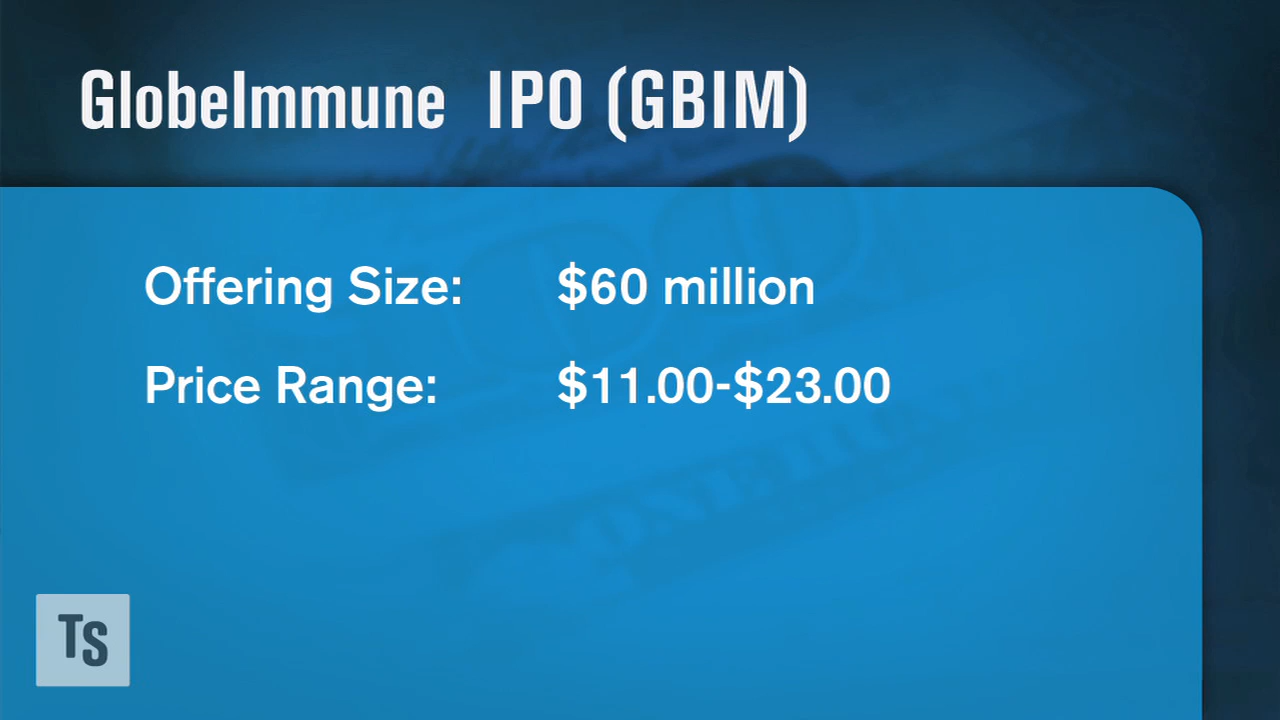 GlobeImmune IPO (GBIM)
Offering Size: $60 million
Price Range: $11.00-$23.00
TS